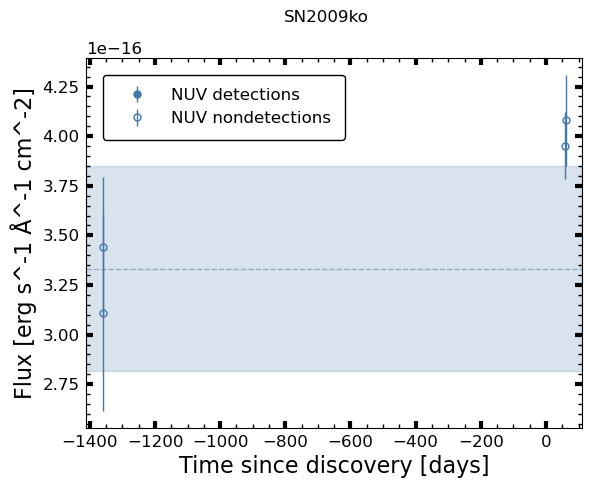 SN2009ko
1e−16
4.25
4.00
3.75
3.50
3.25
3.00
2.75
Flux [erg s^-1 Å^-1 cm^-2]
NUV detections
NUV nondetections
−1400 −1200 −1000 −800 −600 −400 −200 0
Time since discovery [days]